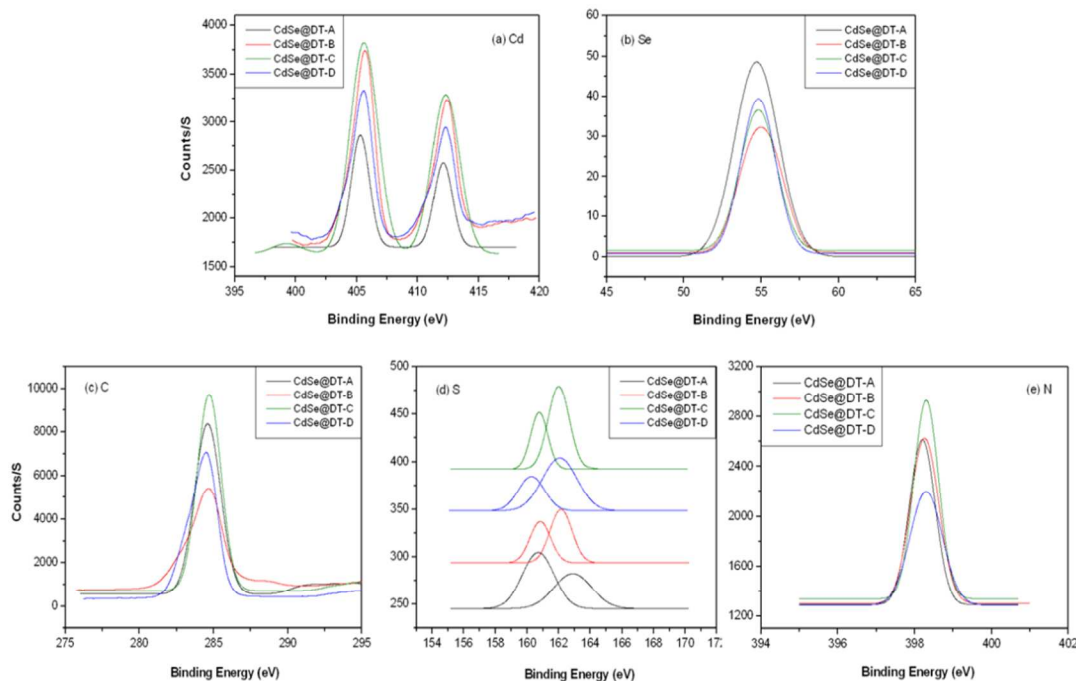 (a) Cd
CdSe@DT-A
CdSe@DT-B
CdSe@DT-C
CdSe@DT-D
Counts/S
4000
3500
3000
2500
2000
1500
395 400 405 410 415 420
Binding Energy (eV)
(b) Se
CdSe@DT-A
CdSe@DT-B
CdSe@DT-C
CdSe@DT-D
60
50
40
30
20
10
0
45 50 55 60 65
Binding Energy (eV)
(c) C
CdSe@DT-A
CdSe@DT-B
CdSe@DT-C
CdSe@DT-D
Counts/S
10000
8000
6000
4000
2000
0
275 280 285 290 295
Binding Energy (eV)
(d) S
CdSe@DT-A
CdSe@DT-B
CdSe@DT-C
CdSe@DT-D
500
450
400
350
300
250
154 156 158 160 162 164 166 168 170 172
Binding Energy (eV)
(e) N
CdSe@DT-A
CdSe@DT-B
CdSe@DT-C
CdSe@DT-D
3200
2800
2400
2000
1600
1200
394 396 398 400 402
Binding Energy (eV)